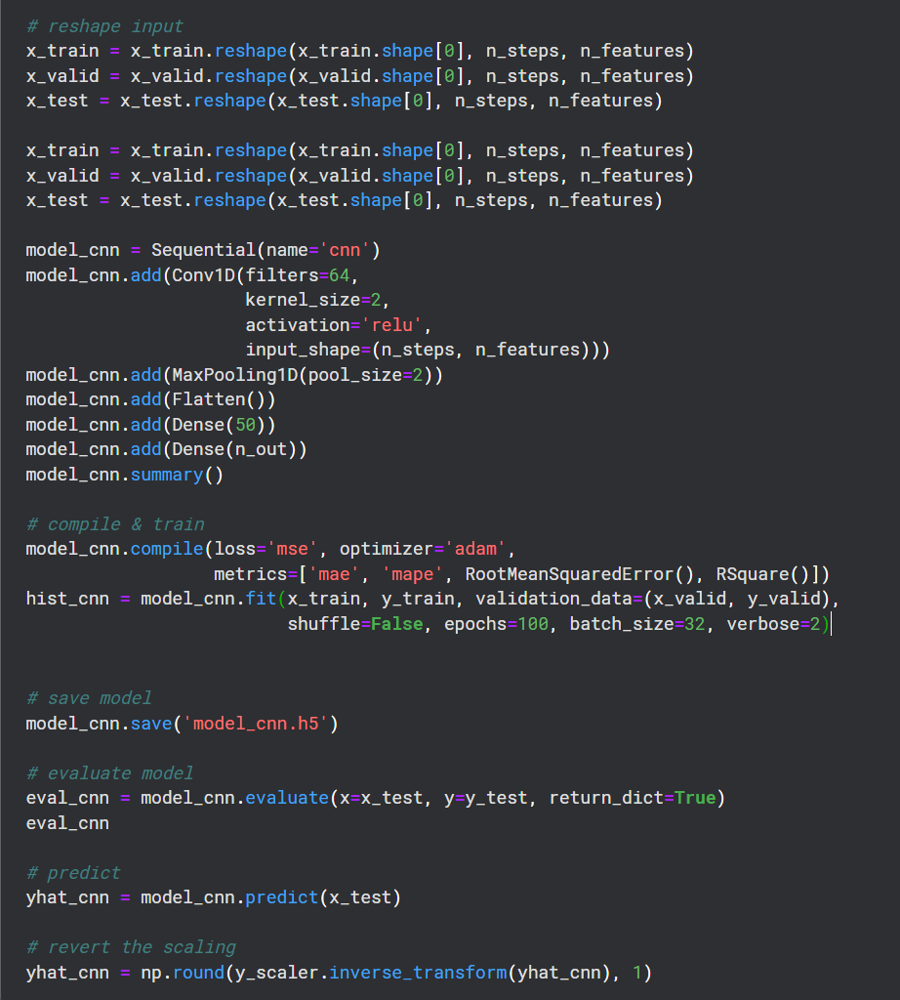 # reshape input
x_train = x_train.reshape(x_train.shape[0], n_steps, n_features)
x_valid = x_valid.reshape(x_valid.shape[0], n_steps, n_features)
x_test = x_test.reshape(x_test.shape[0], n_steps, n_features)

x_train = x_train.reshape(x_train.shape[0], n_steps, n_features)
x_valid = x_valid.reshape(x_valid.shape[0], n_steps, n_features)
x_test = x_test.reshape(x_test.shape[0], n_steps, n_features)

model_cnn = Sequential(name='cnn')
model_cnn.add(Conv1D(filters=64,
                     kernel_size=2,
                     activation='relu',
                     input_shape=(n_steps, n_features)))
model_cnn.add(MaxPooling1D(pool_size=2))
model_cnn.add(Flatten())
model_cnn.add(Dense(50))
model_cnn.add(Dense(n_out))
model_cnn.summary()

# compile & train
model_cnn.compile(loss='mse', optimizer='adam',
                  metrics=['mae', 'mape', RootMeanSquaredError(), RSquare()])
hist_cnn = model_cnn.fit(x_train, y_train, validation_data=(x_valid, y_valid),
                         shuffle=False, epochs=100, batch_size=32, verbose=2)

# save model
model_cnn.save('model_cnn.h5')

# evaluate model
eval_cnn = model_cnn.evaluate(x=x_test, y=y_test, return_dict=True)
eval_cnn

# predict
yhat_cnn = model_cnn.predict(x_test)

# revert the scaling
yhat_cnn = np.round(y_scaler.inverse_transform(yhat_cnn), 1)